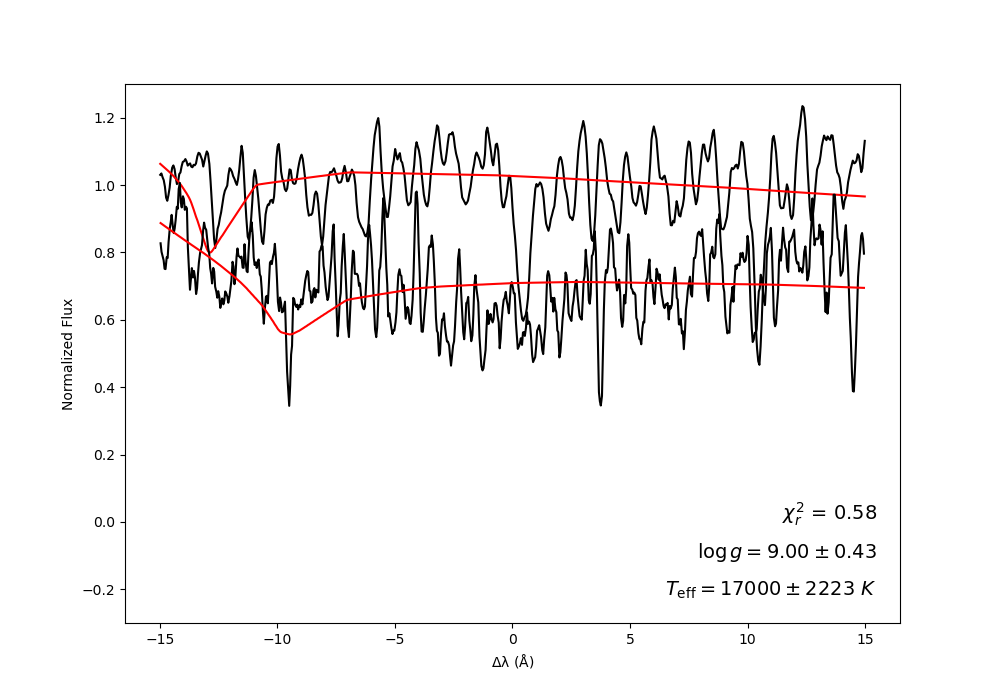 1.2
1.0
0.8
0.6
0.4
0.2
0.0
−0.2
Normalized Flux
χ²ᵣ = 0.58
log g = 9.00 ± 0.43
T_eff = 17000 ± 2223 K
−15 −10 −5 0 5 10 15
Δλ (Å)